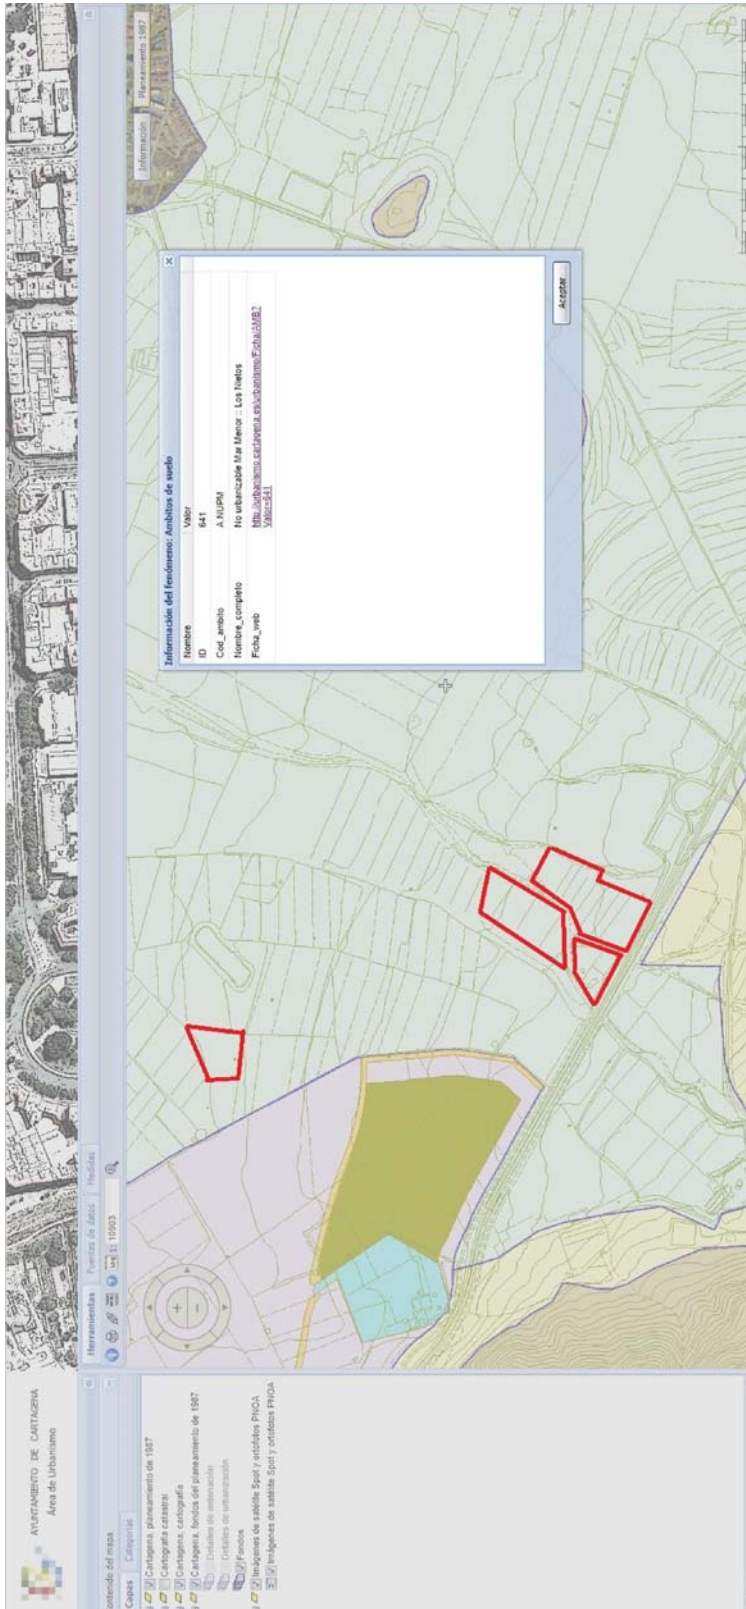 AYUNTAMIENTO DE CARTAGENA
Área de Urbanismo
ontenido del mapa
Capas Categorías
Cartagena, planeamiento de 1987
Cartografía catastral
Cartagena, cartografía
Cartagena, fondos del planeamiento de 1987
Detalles de ordenación
Detalles de urbanización
Fondos
Imágenes de satélite Spot y ortofotos PNOA
Imágenes de satélite Spot y ortofotos PNOA
Herramientas Fuentes de datos Medidas
1: 10903
Información Planeamiento 1987
Información del fenómeno: Ambitos de suelo
Nombre Valor
ID 641
Cod_ambito A.NUPM
Nombre_completo No urbanizable Mar Menor :: Los Nietos
Ficha_web http://urbanismo.cartagena.es/urbanismo/Ficha/AMB?
Valor=641
Aceptar